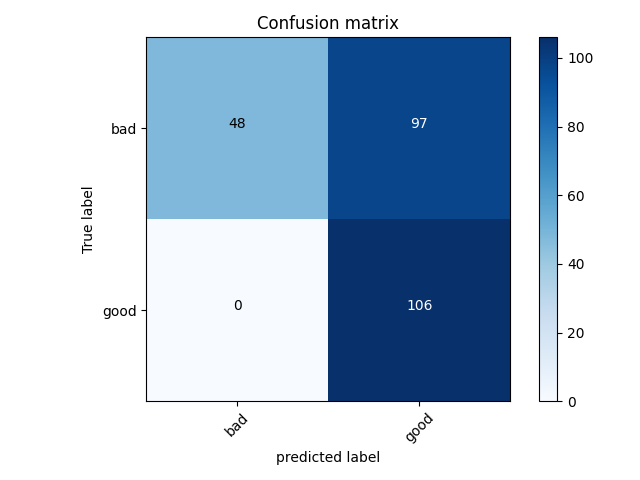 Confusion matrix
True label
bad
good
48
97
0
106
bad
good
predicted label
100
80
60
40
20
0